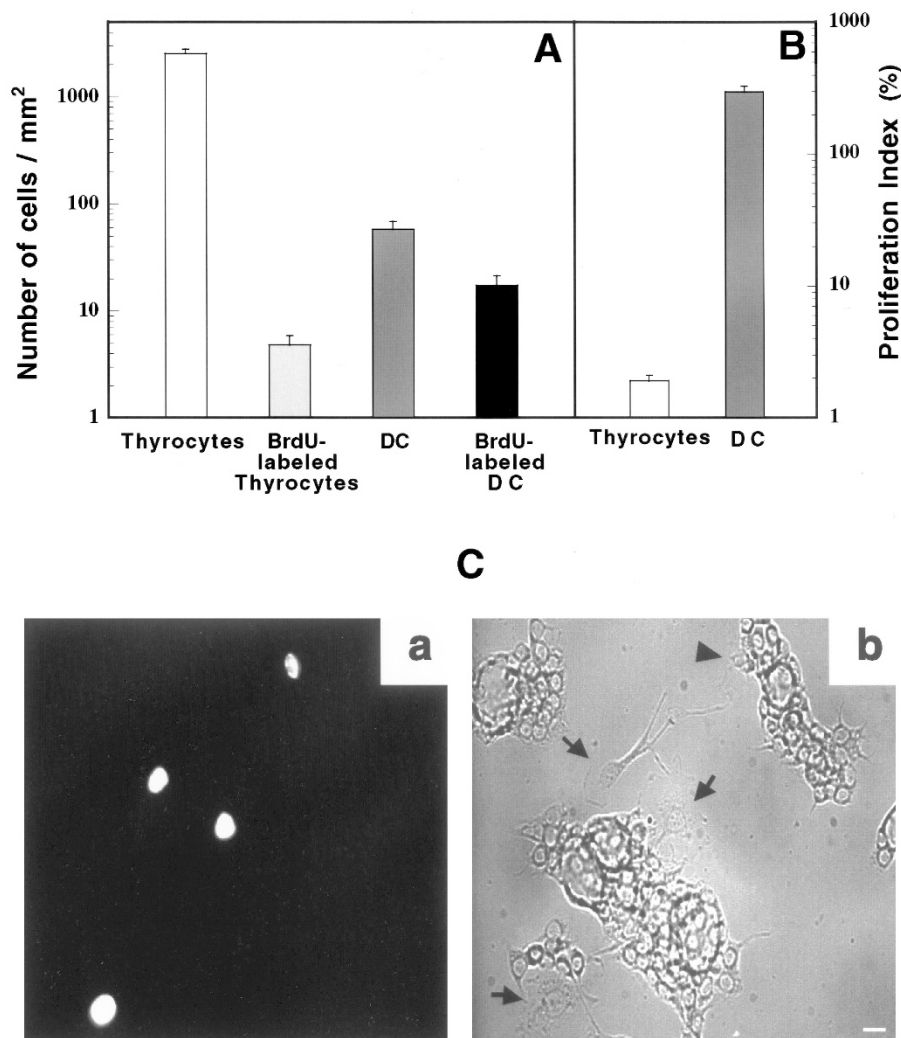 A
B
Number of cells / mm2
1000
100
10
1
Thyrocytes
BrdU-
labeled
Thyrocytes
DC
BrdU-
labeled
D C
Thyrocytes
D C
1000
100
10
1
Proliferation Index (%)
C
a
b